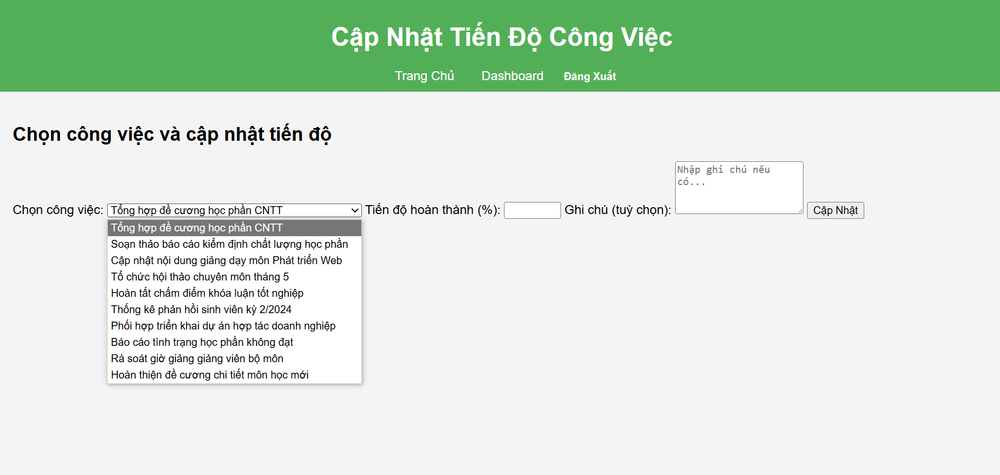 Cập Nhật Tiến Độ Công Việc
Trang Chủ Dashboard Đăng Xuất
Chọn công việc và cập nhật tiến độ
Chọn công việc: Tổng hợp đề cương học phần CNTT Tiến độ hoàn thành (%): Ghi chú (tuỳ chọn): Nhập ghi chú nếu
có... Cập Nhật
Tổng hợp đề cương học phần CNTT
Soạn thảo báo cáo kiểm định chất lượng học phần
Cập nhật nội dung giảng dạy môn Phát triển Web
Tổ chức hội thảo chuyên môn tháng 5
Hoàn tất chấm điểm khóa luận tốt nghiệp
Thống kê phản hồi sinh viên kỳ 2/2024
Phối hợp triển khai dự án hợp tác doanh nghiệp
Báo cáo tình trạng học phần không đạt
Rà soát giờ giảng giảng viên bộ môn
Hoàn thiện đề cương chi tiết môn học mới